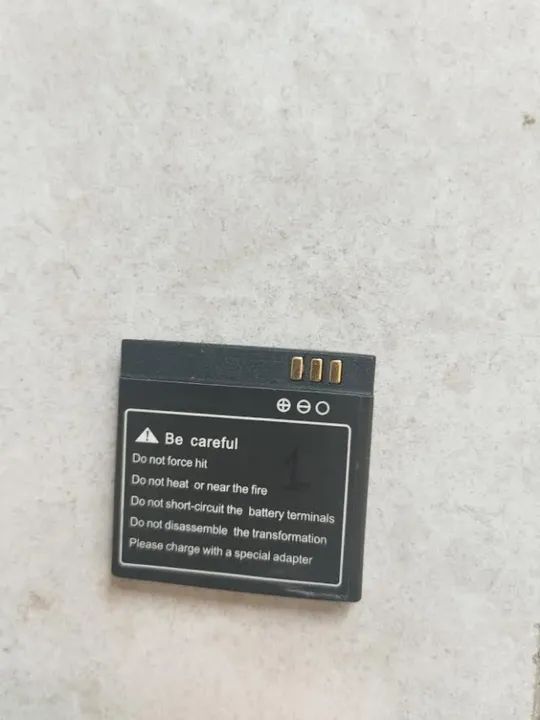 ⊕ ⊖ ○
Be careful
Do not force hit
Do not heat or near the fire
Do not short-circuit the battery terminals
Do not disassemble the transformation
Please charge with a special adapter
1